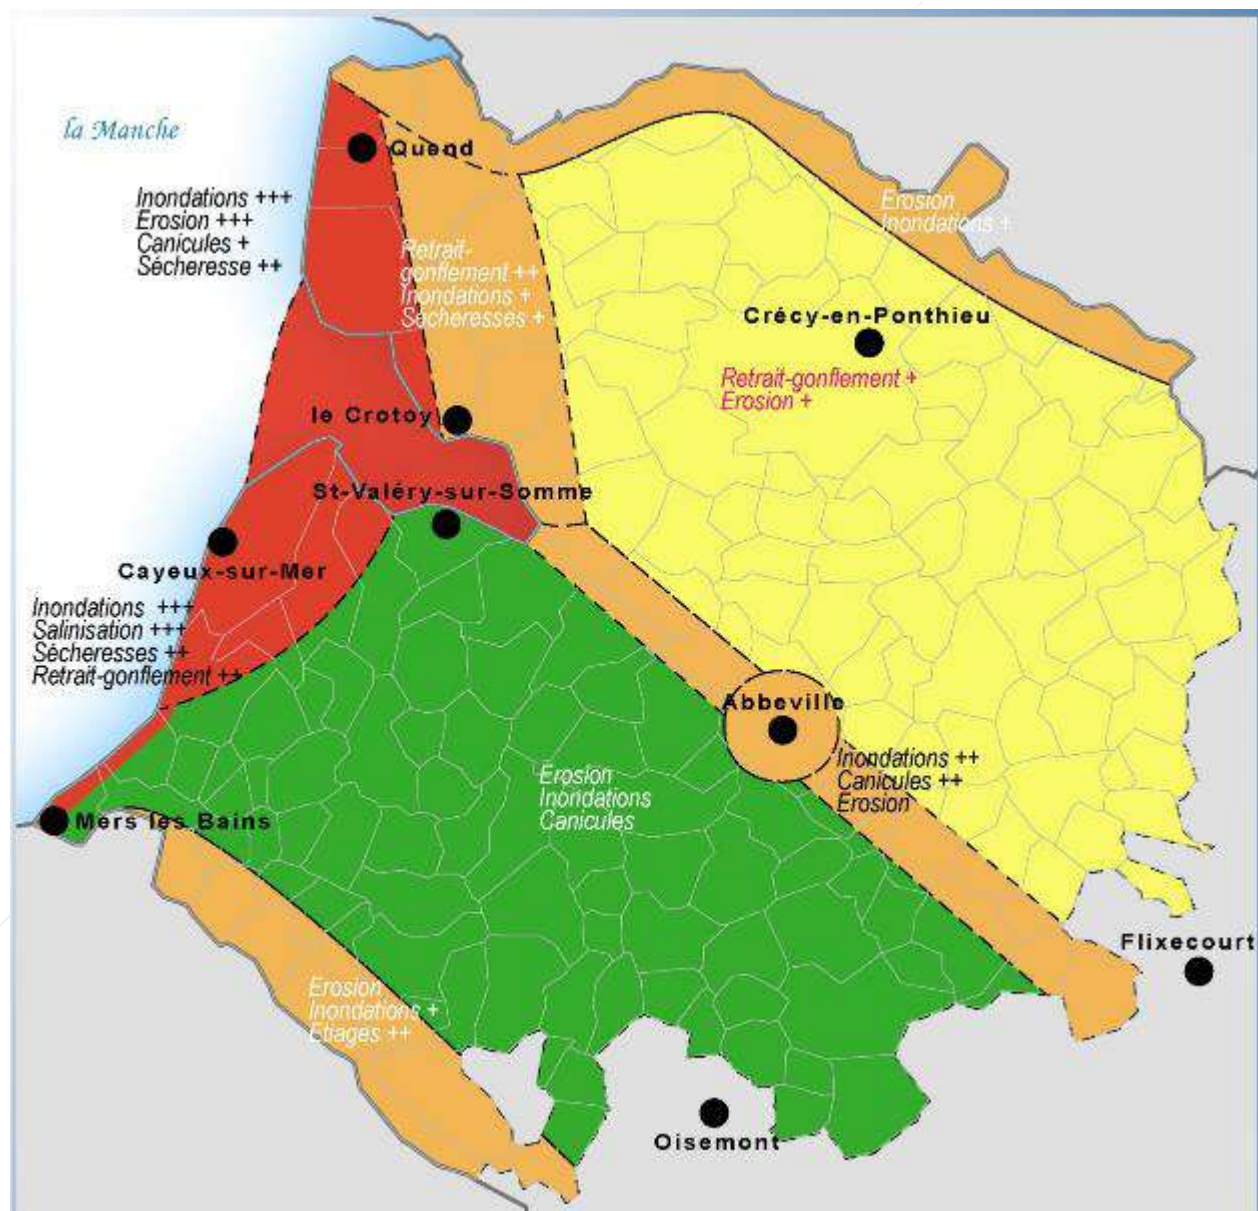 la Manche
Quend
Inondations +++
Erosion +++
Canicules +
Sécheresse ++
Erosion
Inondations +
Retrait-
gonflement ++
Inondations +
Sécheresses +
Crécy-en-Ponthieu
Retrait-gonflement +
Erosion +
le Crotoy
St-Valéry-sur-Somme
Cayeux-sur-Mer
Inondations +++
Salinisation +++
Sécheresses ++
Retrait-gonflement ++
Abbeville
Inondations ++
Canicules ++
Erosion
Erosion
Inondations
Canicules
Mers les Bains
Flixecourt
Erosion
Inondations +
Etiages ++
Oisemont